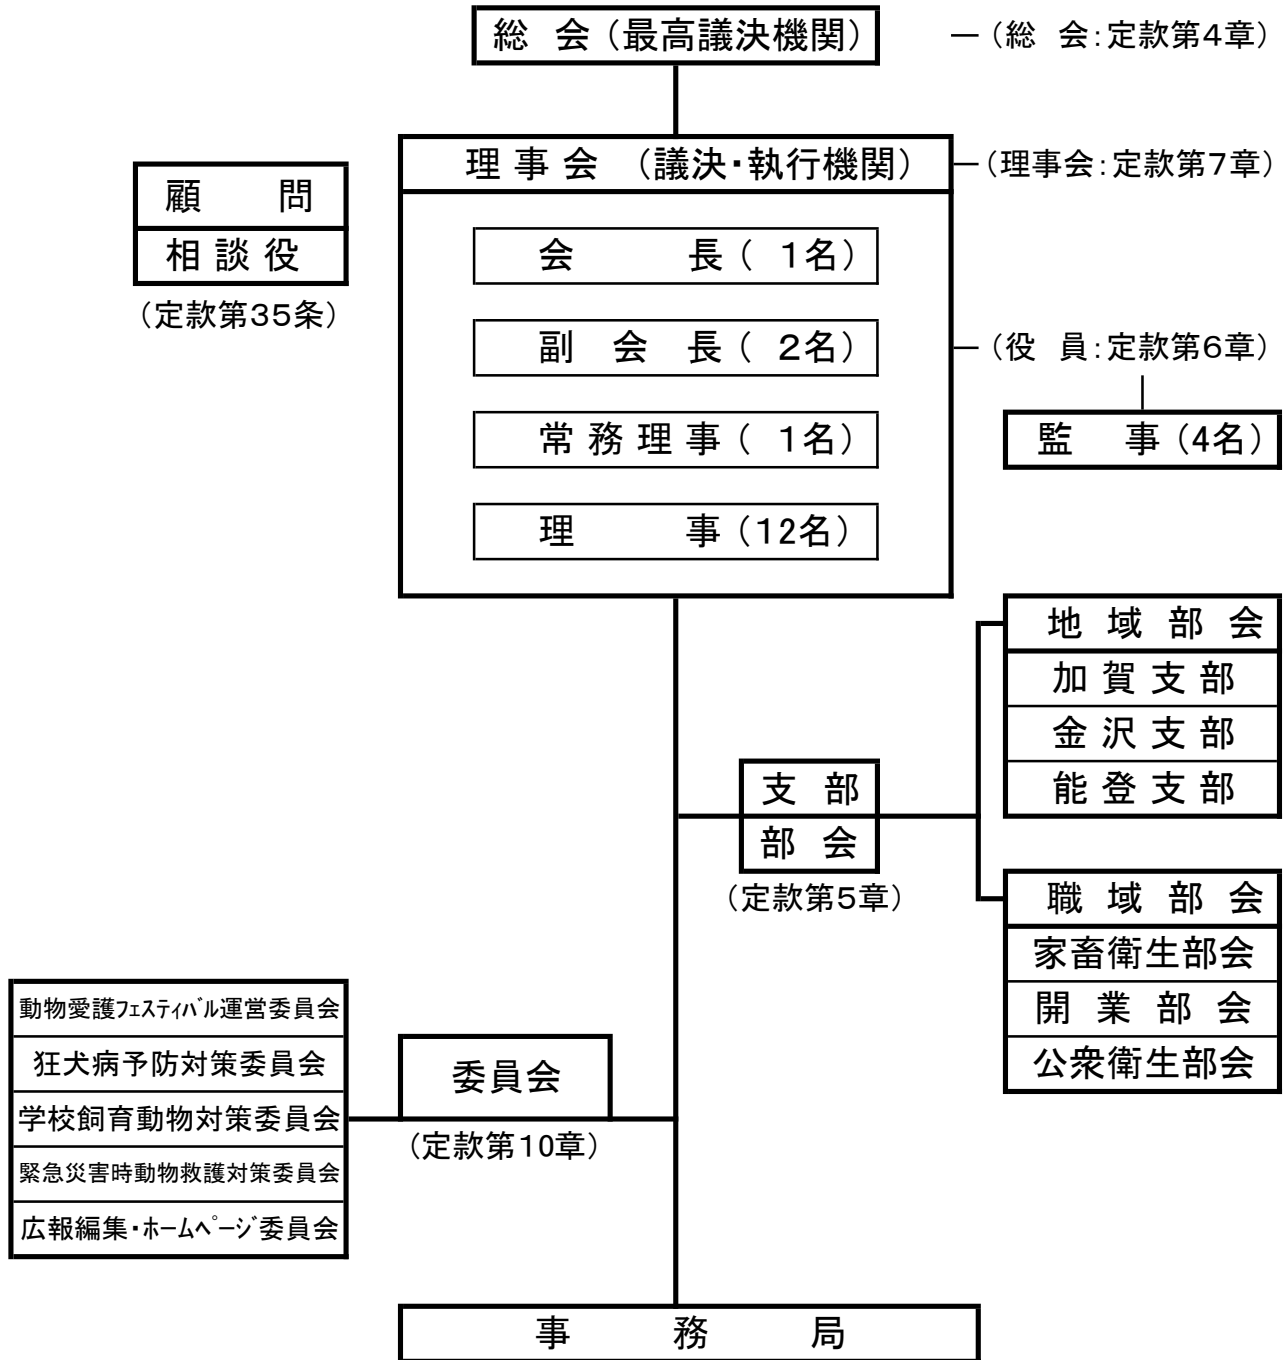 総 会（最高議決機関）
―（総 会：定款第4章）
理 事 会 （議決・執行機関）
―（理事会：定款第7章）
顧 問
相 談 役
（定款第35条）
会 長（ 1名）
副 会 長（ 2名）
―（役 員：定款第6章）
常 務 理 事（ 1名）
監 事（4名）
理 事（12名）
地 域 部 会
加 賀 支 部
金 沢 支 部
能 登 支 部
支 部
部 会
（定款第5章）
職 域 部 会
家畜衛生部会
開 業 部 会
公衆衛生部会
動物愛護ﾌｪｽﾃｨﾊﾞﾙ運営委員会
狂犬病予防対策委員会
学校飼育動物対策委員会
緊急災害時動物救護対策委員会
広報編集・ﾎｰﾑﾍﾟｰｼﾞ委員会
委員会
（定款第10章）
事 務 局